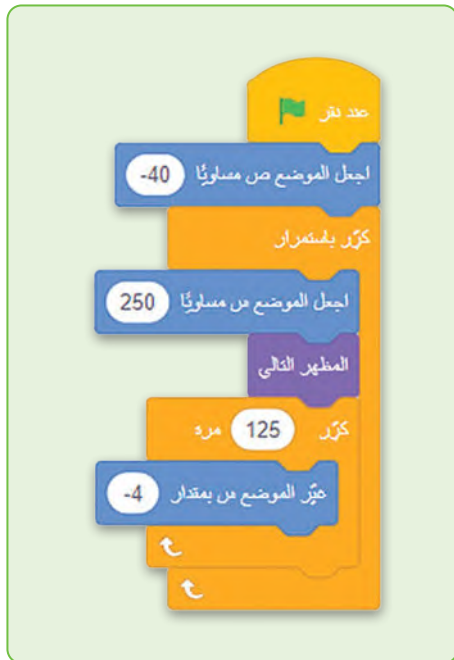 عند نقر
اجعل الموضع ص مساويًا -40
كرّر باستمرار
اجعل الموضع س مساويًا 250
المظهر التالي
كرّر 125 مرة
غيّر الموضع س بمقدار -4